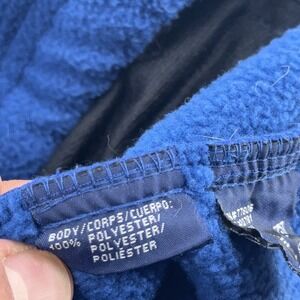 BODY/CORPS/CUERPO:
100% POLYESTER/
POLYESTER/
POLIÉSTER